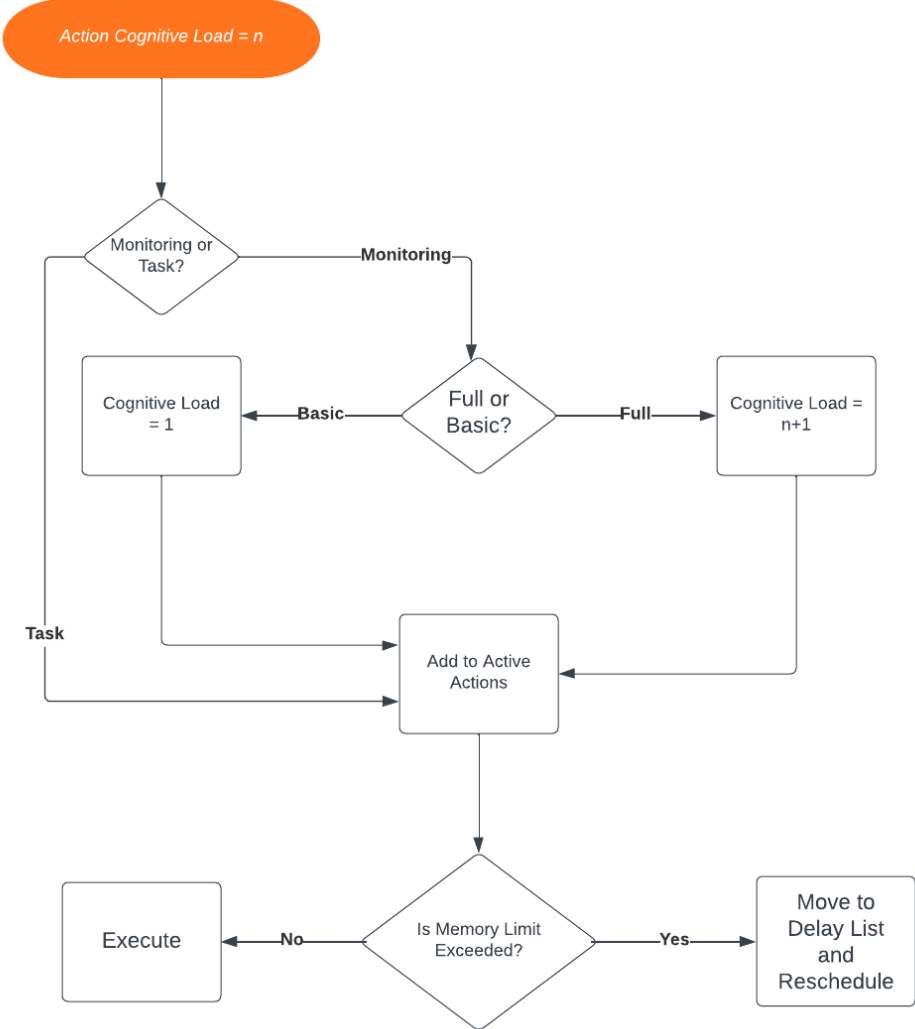 Action Cognitive Load = n
Monitoring or
Task?
Monitoring
Cognitive Load
= 1
Basic
Full or
Basic?
Full
Cognitive Load =
n+1
Task
Add to Active
Actions
Execute
No
Is Memory Limit
Exceeded?
Yes
Move to
Delay List
and
Reschedule